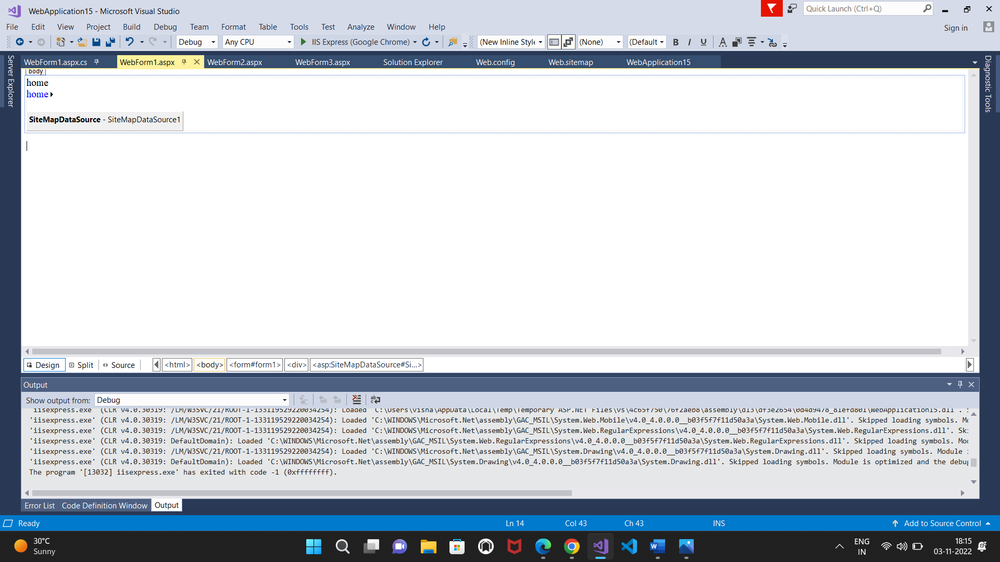 WebApplication15 - Microsoft Visual Studio
Quick Launch (Ctrl+Q)
File Edit View Project Build Debug Team Format Table Tools Test Analyze Window Help
Sign in
Debug Any CPU IIS Express (Google Chrome) (New Inline Style (None) (Default B I U
Server Explorer
WebForm1.aspx.cs WebForm1.aspx WebForm2.aspx WebForm3.aspx Solution Explorer Web.config Web.sitemap WebApplication15
Diagnostic Tools
body
home
home
SiteMapDataSource - SiteMapDataSource1
Design Split Source <html> <body> <form#form1> <div> <asp:SiteMapDataSource#Si...>
Output
Show output from: Debug
'iisexpress.exe' (CLR v4.0.30319: /LM/W3SVC/21/ROOT-1-133119529220034254): Loaded 'C:\Users\visha\AppData\Local\Temp\Temporary ASP.NET Files\vs\4c65f750\76f2aeb8\assembly\dl3\df3e2654\0d4d9478_81efd801\WebApplication15.dll'.
'iisexpress.exe' (CLR v4.0.30319: /LM/W3SVC/21/ROOT-1-133119529220034254): Loaded 'C:\WINDOWS\Microsoft.Net\assembly\GAC_MSIL\System.Web.Mobile\v4.0_4.0.0.0__b03f5f7f11d50a3a\System.Web.Mobile.dll'. Skipped loading symbols. Mo
'iisexpress.exe' (CLR v4.0.30319: /LM/W3SVC/21/ROOT-1-133119529220034254): Loaded 'C:\WINDOWS\Microsoft.Net\assembly\GAC_MSIL\System.Web.RegularExpressions\v4.0_4.0.0.0__b03f5f7f11d50a3a\System.Web.RegularExpressions.dll'. Ski
'iisexpress.exe' (CLR v4.0.30319: DefaultDomain): Loaded 'C:\WINDOWS\Microsoft.Net\assembly\GAC_MSIL\System.Web.RegularExpressions\v4.0_4.0.0.0__b03f5f7f11d50a3a\System.Web.RegularExpressions.dll'. Skipped loading symbols. Mod
'iisexpress.exe' (CLR v4.0.30319: /LM/W3SVC/21/ROOT-1-133119529220034254): Loaded 'C:\WINDOWS\Microsoft.Net\assembly\GAC_MSIL\System.Drawing\v4.0_4.0.0.0__b03f5f7f11d50a3a\System.Drawing.dll'. Skipped loading symbols. Module i
'iisexpress.exe' (CLR v4.0.30319: DefaultDomain): Loaded 'C:\WINDOWS\Microsoft.Net\assembly\GAC_MSIL\System.Drawing\v4.0_4.0.0.0__b03f5f7f11d50a3a\System.Drawing.dll'. Skipped loading symbols. Module is optimized and the debug
The program '[13032] iisexpress.exe' has exited with code -1 (0xffffffff).
Error List Code Definition Window Output
Ready Ln 14 Col 43 Ch 43 INS Add to Source Control
30°C
Sunny
ENG
IN
18:15
03-11-2022